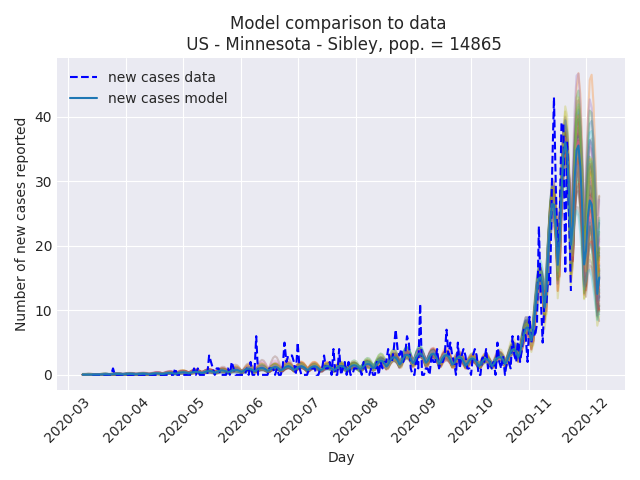 Model comparison to data
US - Minnesota - Sibley, pop. = 14865
new cases data
new cases model
Number of new cases reported
40
30
20
10
0
2020-03
2020-04
2020-05
2020-06
2020-07
2020-08
2020-09
2020-10
2020-11
2020-12
Day